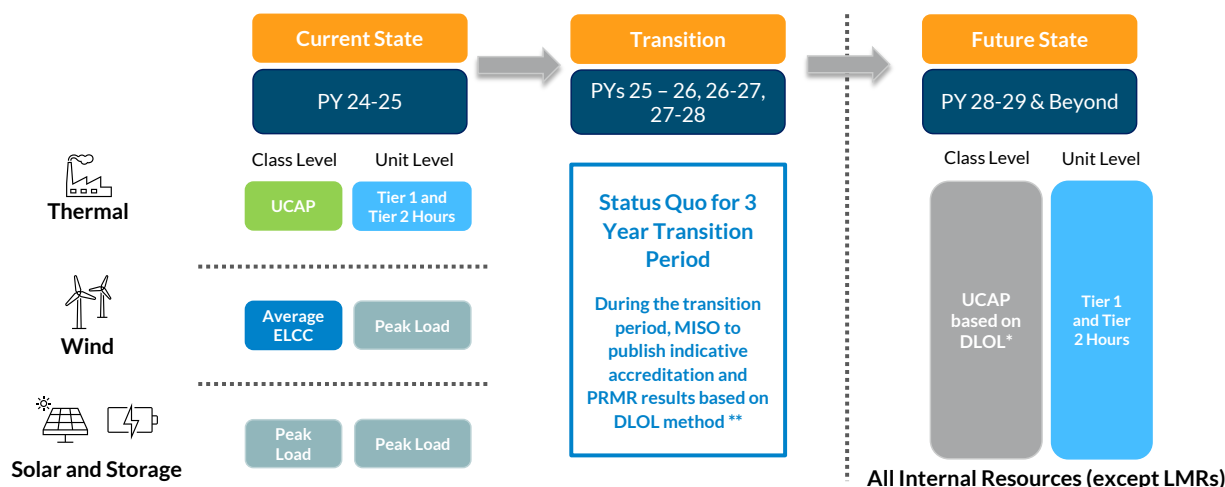 Current State
Transition
Future State
PY 24-25
PYs 25 – 26, 26-27,
27-28
PY 28-29 & Beyond
Class Level
Unit Level
Class Level
Unit Level
Thermal
UCAP
Tier 1 and
Tier 2 Hours
Wind
Average
ELCC
Peak Load
Solar and Storage
Peak
Load
Peak Load
Status Quo for 3
Year Transition
Period
During the transition
period, MISO to
publish indicative
accreditation and
PRMR results based on
DLOL method **
UCAP
based on
DLOL*
Tier 1
and Tier
2 Hours
All Internal Resources (except LMRs)